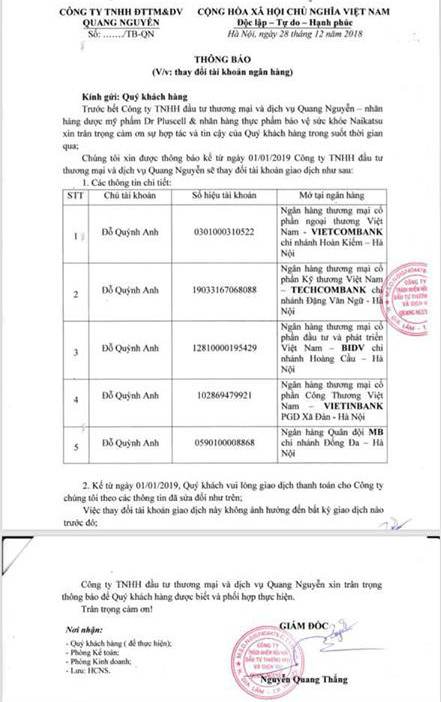 CÔNG TY TNHH ĐTTM&DV
QUANG NGUYÊN
Số: ……./TB-QN
CỘNG HÒA XÃ HỘI CHỦ NGHĨA VIỆT NAM
Độc lập – Tự do – Hạnh phúc
Hà Nội, ngày 28 tháng 12 năm 2018
THÔNG BÁO
(V/v: thay đổi tài khoản ngân hàng)
Kính gửi: Quý khách hàng
Trước hết Công ty TNHH đầu tư thương mại và dịch vụ Quang Nguyên – nhãn
hàng dược mỹ phẩm Dr Pluscell & nhãn hàng thực phẩm bảo vệ sức khỏe Naikatsu
xin trân trọng cảm ơn sự hợp tác và tin cậy của Quý khách hàng trong suốt thời gian
qua;
Chúng tôi xin được thông báo kể từ ngày 01/01/2019 Công ty TNHH đầu tư
thương mại và dịch vụ Quang Nguyên sẽ thay đổi tài khoản giao dịch như sau:
1. Các thông tin chi tiết:
STT Chủ tài khoản Số hiệu tài khoản Mở tại ngân hàng
1 Đỗ Quỳnh Anh 0301000310522 Ngân hàng thương mại cổ
phần ngoại thương Việt
Nam - VIETCOMBANK
chi nhánh Hoàn Kiếm – Hà
Nội
2 Đỗ Quỳnh Anh 19033167068088 Ngân hàng thương mại cổ
phần Kỹ thương Việt Nam
– TECHCOMBANK chi
nhánh Đặng Văn Ngữ - Hà
Nội
3 Đỗ Quỳnh Anh 12810000195429 Ngân hàng thương mại cổ
phần đầu tư và phát triển
Việt Nam – BIDV chi
nhánh Hoàng Cầu – Hà
Nội
4 Đỗ Quỳnh Anh 102869479921 Ngân hàng thương mại cổ
phần Công Thương Việt
Nam – VIETINBANK
PGD Xã Đàn - Hà Nội
5 Đỗ Quỳnh Anh 0590100008868 Ngân hàng Quân đội MB
chi nhánh Đống Đa – Hà
Nội
2. Kể từ ngày 01/01/2019, Quý khách vui lòng giao dịch thanh toán cho Công ty
chúng tôi theo các thông tin đã sửa đổi như trên;
Việc thay đổi tài khoản giao dịch này không ảnh hưởng đến bất kỳ giao dịch nào
trước đó;
Công ty TNHH đầu tư thương mại và dịch vụ Quang Nguyên xin trân trọng
thông báo để Quý khách hàng được biết và phối hợp thực hiện.
Trân trọng cảm ơn!
Nơi nhận:
- Quý khách hàng ( để thực hiện);
- Phòng Kế toán;
- Phòng Kinh doanh;
- Lưu: HCNS.
GIÁM ĐỐC
CÔNG TY
TRÁCH NHIỆM HỮU HẠN
ĐẦU TƯ THƯƠNG MẠI
VÀ DỊCH VỤ
Nguyễn Quang Thắng